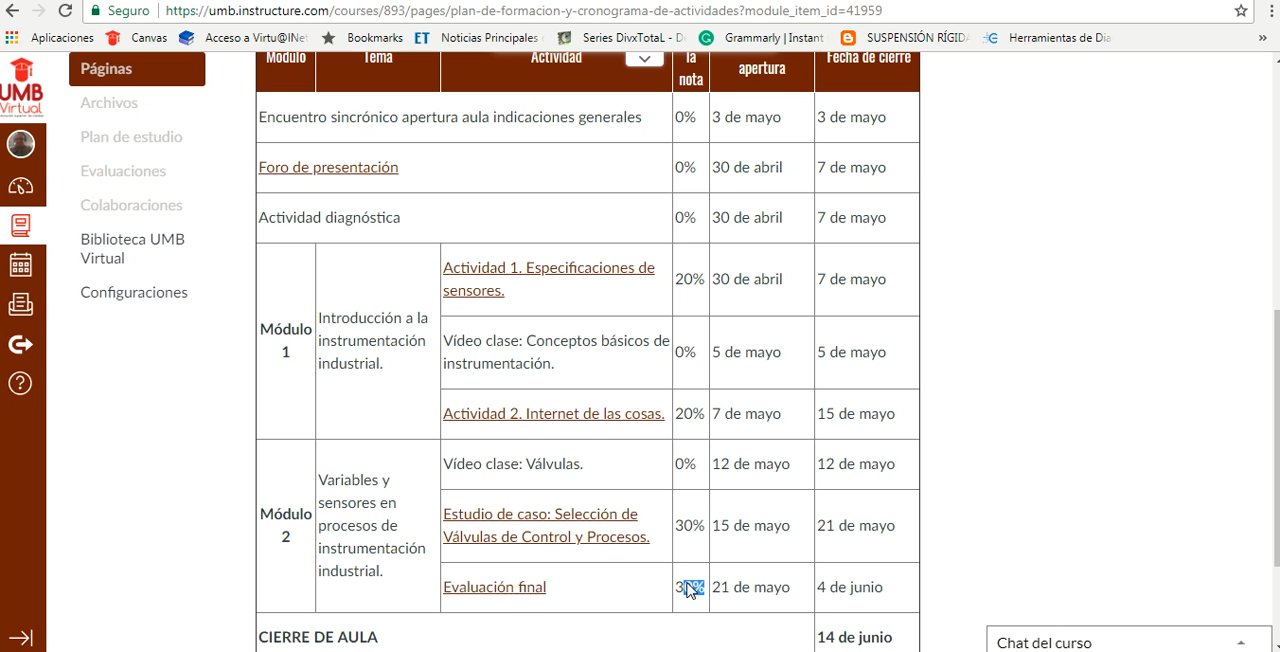 Seguro https://umb.instructure.com/courses/893/pages/plan-de-formacion-y-cronograma-de-actividades?module_item_id=41959
Aplicaciones Canvas Acceso a Virtu@lNet Bookmarks ET Noticias Principales Series DivxTotaL - D Grammarly | Instant SUSPENSIÓN RÍGIDA Herramientas de Dia »
UMB
Virtual
Páginas
Archivos
Plan de estudio
Evaluaciones
Colaboraciones
Biblioteca UMB
Virtual
Configuraciones
Módulo Tema Actividad la
nota apertura Fecha de cierre
Encuentro sincrónico apertura aula indicaciones generales 0% 3 de mayo 3 de mayo
Foro de presentación 0% 30 de abril 7 de mayo
Actividad diagnóstica 0% 30 de abril 7 de mayo
Módulo
1
Introducción a la
instrumentación
industrial.
Actividad 1. Especificaciones de
sensores. 20% 30 de abril 7 de mayo
Vídeo clase: Conceptos básicos de
instrumentación. 0% 5 de mayo 5 de mayo
Actividad 2. Internet de las cosas. 20% 7 de mayo 15 de mayo
Módulo
2
Variables y
sensores en
procesos de
instrumentación
industrial.
Vídeo clase: Válvulas. 0% 12 de mayo 12 de mayo
Estudio de caso: Selección de
Válvulas de Control y Procesos. 30% 15 de mayo 21 de mayo
Evaluación final 30% 21 de mayo 4 de junio
CIERRE DE AULA 14 de junio
Chat del curso